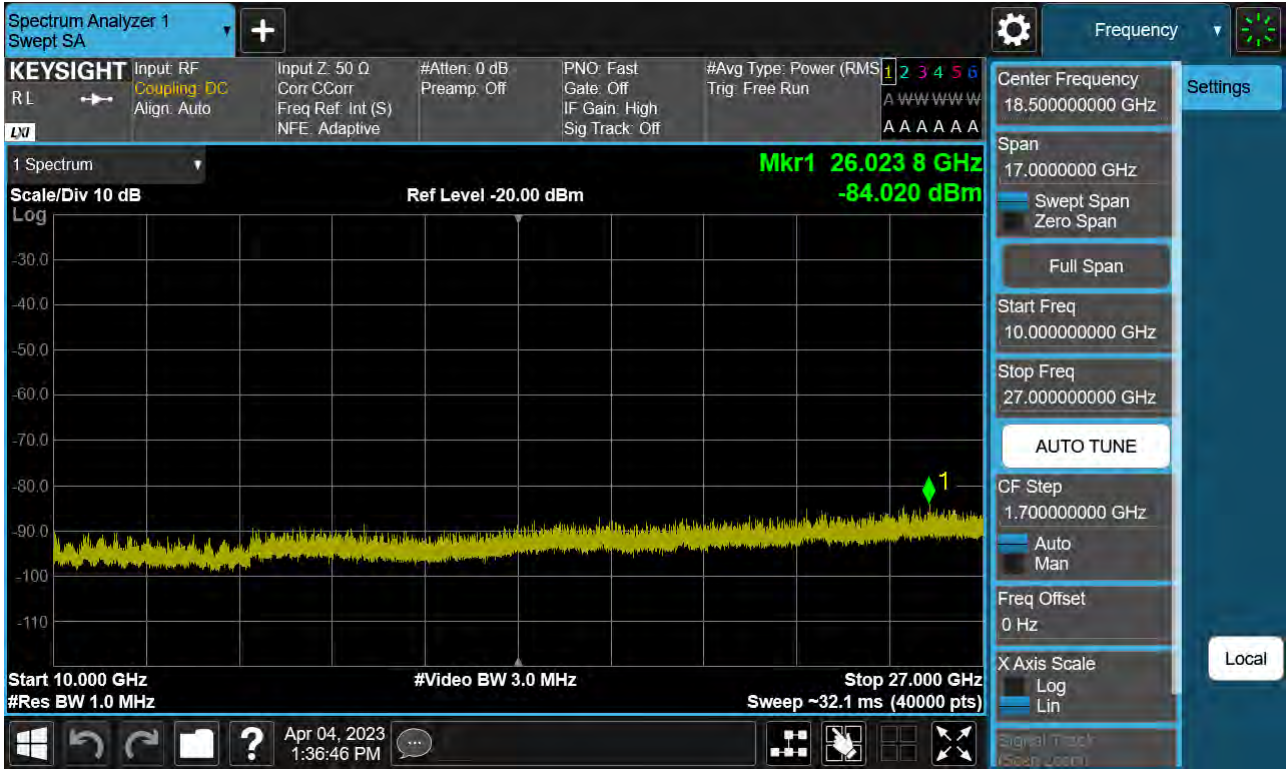 Spectrum Analyzer 1
Swept SA
+
Frequency
KEYSIGHT
R L
LXI
Input: RF
Coupling: DC
Align: Auto
Input Z: 50 Ω
Corr CCorr
Freq Ref: Int (S)
NFE: Adaptive
#Atten: 0 dB
Preamp: Off
PNO: Fast
Gate: Off
IF Gain: High
Sig Track: Off
#Avg Type: Power (RMS
Trig: Free Run
1 2 3 4 5 6
A W W W W W
A A A A A A
1 Spectrum
Scale/Div 10 dB
Log
Ref Level -20.00 dBm
Mkr1 26.023 8 GHz
-84.020 dBm
-30.0
-40.0
-50.0
-60.0
-70.0
-80.0
-90.0
-100
-110
1
Start 10.000 GHz
#Res BW 1.0 MHz
#Video BW 3.0 MHz
Stop 27.000 GHz
Sweep ~32.1 ms (40000 pts)
Center Frequency
18.500000000 GHz
Span
17.0000000 GHz
Swept Span
Zero Span
Full Span
Start Freq
10.000000000 GHz
Stop Freq
27.000000000 GHz
AUTO TUNE
CF Step
1.700000000 GHz
Auto
Man
Freq Offset
0 Hz
X Axis Scale
Log
Lin
Signal Track
(Span Zoom)
Settings
Local
?
Apr 04, 2023
1:36:46 PM